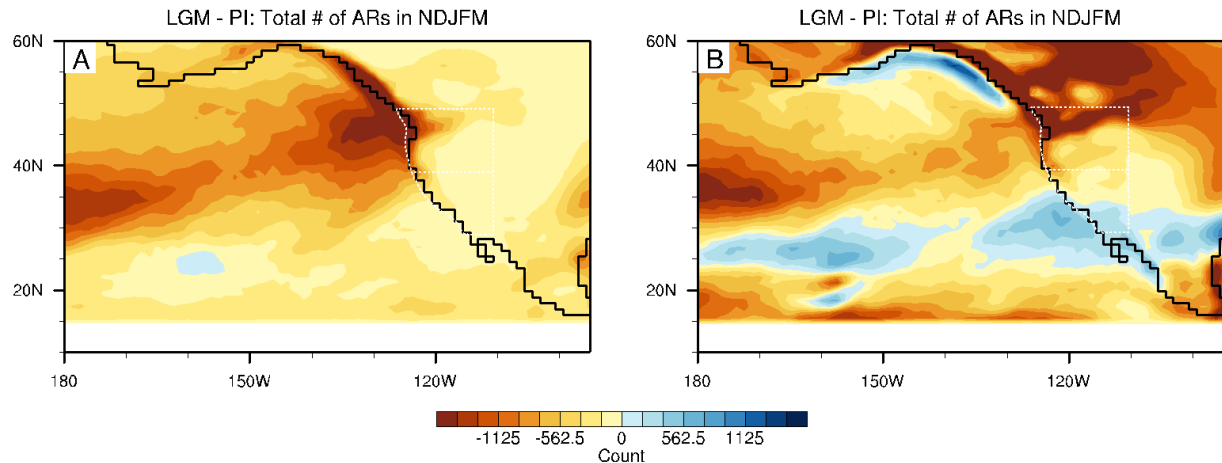 LGM - PI: Total # of ARs in NDJFM
LGM - PI: Total # of ARs in NDJFM
A
B
60N
40N
20N
180
150W
120W
60N
40N
20N
180
150W
120W
-1125
-562.5
0
562.5
1125
Count